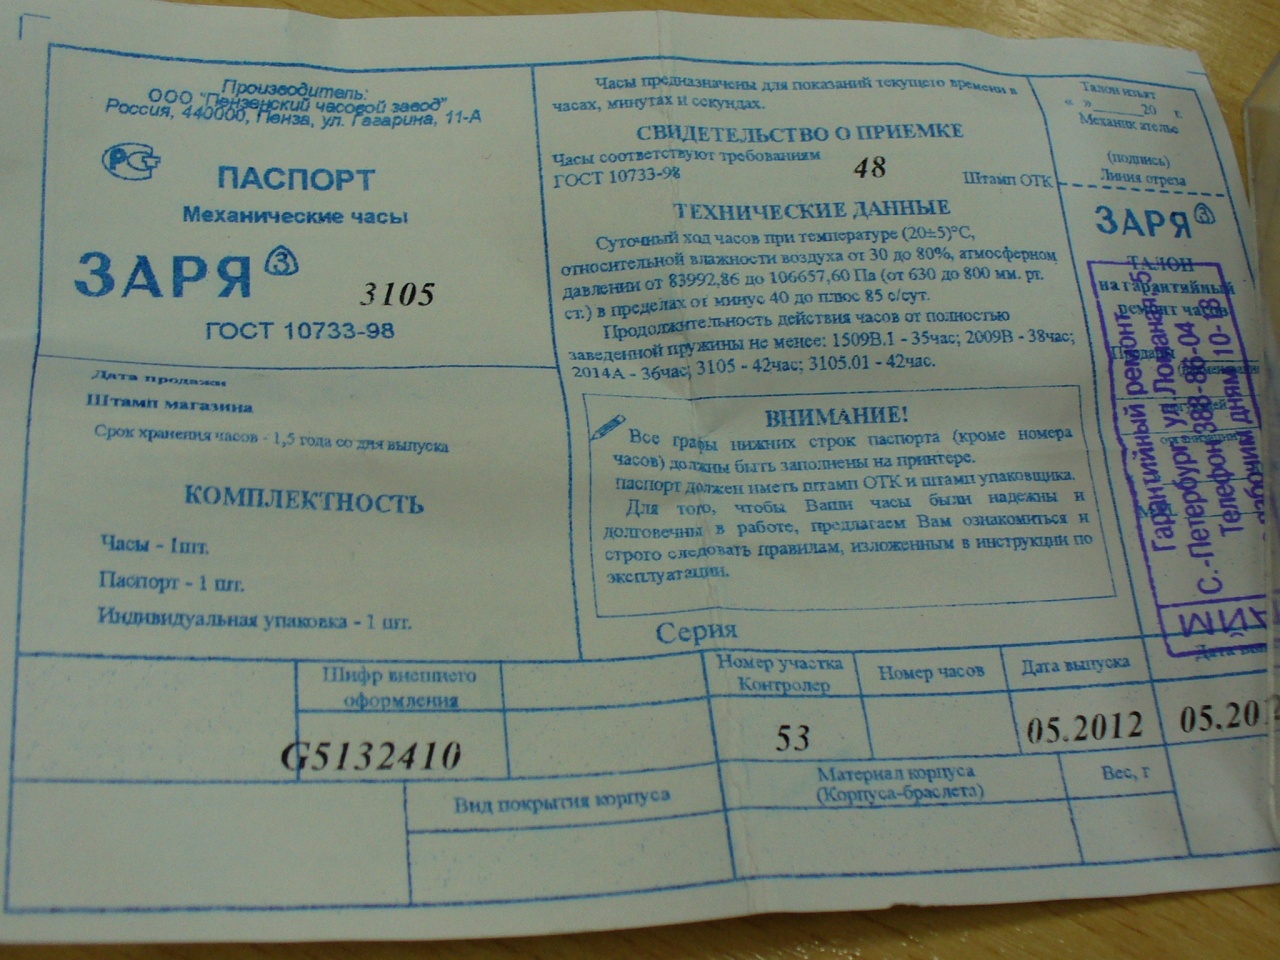 Производитель:
ООО "Пензенский часовой завод"
Россия, 440000, Пенза, ул. Гагарина, 11-А
РСТ
ПАСПОРТ
Механические часы
ЗАРЯ
3105
ГОСТ 10733-98
Дата продажи
Штамп магазина
Срок хранения часов - 1,5 года со дня выпуска
КОМПЛЕКТНОСТЬ
Часы - 1шт.
Паспорт - 1 шт.
Индивидуальная упаковка - 1 шт.
Часы предназначены для показаний текущего времени в
часах, минутах и секундах.
СВИДЕТЕЛЬСТВО О ПРИЕМКЕ
Часы соответствуют требованиям
ГОСТ 10733-98
48
Штамп ОТК
ТЕХНИЧЕСКИЕ ДАННЫЕ
Суточный ход часов при температуре (20±5)°С,
относительной влажности воздуха от 30 до 80%, атмосферном
давлении от 83992,86 до 106657,60 Па (от 630 до 800 мм. рт.
ст.) в пределах от минус 40 до плюс 85 с/сут.
Продолжительность действия часов от полностью
заведенной пружины не менее: 1509В.1 - 35час; 2009В - 38час;
2014А - 36час; 3105 - 42час; 3105.01 - 42час.
ВНИМАНИЕ!
Все графы нижних строк паспорта (кроме номера
часов) должны быть заполнены на принтере.
Паспорт должен иметь штамп ОТК и штамп упаковщика.
Для того, чтобы Ваши часы были надежны и
долговечны в работе, предлагаем Вам ознакомиться и
строго следовать правилам, изложенным в инструкции по
эксплуатации.
Серия
Талон изъят
« » ______20 г.
Механик ателье
(подпись)
Линия отреза
ЗАРЯ
ТАЛОН
на гарантийный
ремонт часов
Гарантийный ремонт
С.-Петербург, ул.
Телефон 388-86-04
рабочим дням 10-18
Шифр внешнего
оформления
G5132410
Номер участка
Контролер
53
Номер часов
Дата выпуска
05.2012
05.201
Вид покрытия корпуса
Материал корпуса
(Корпуса-браслета)
Вес, г